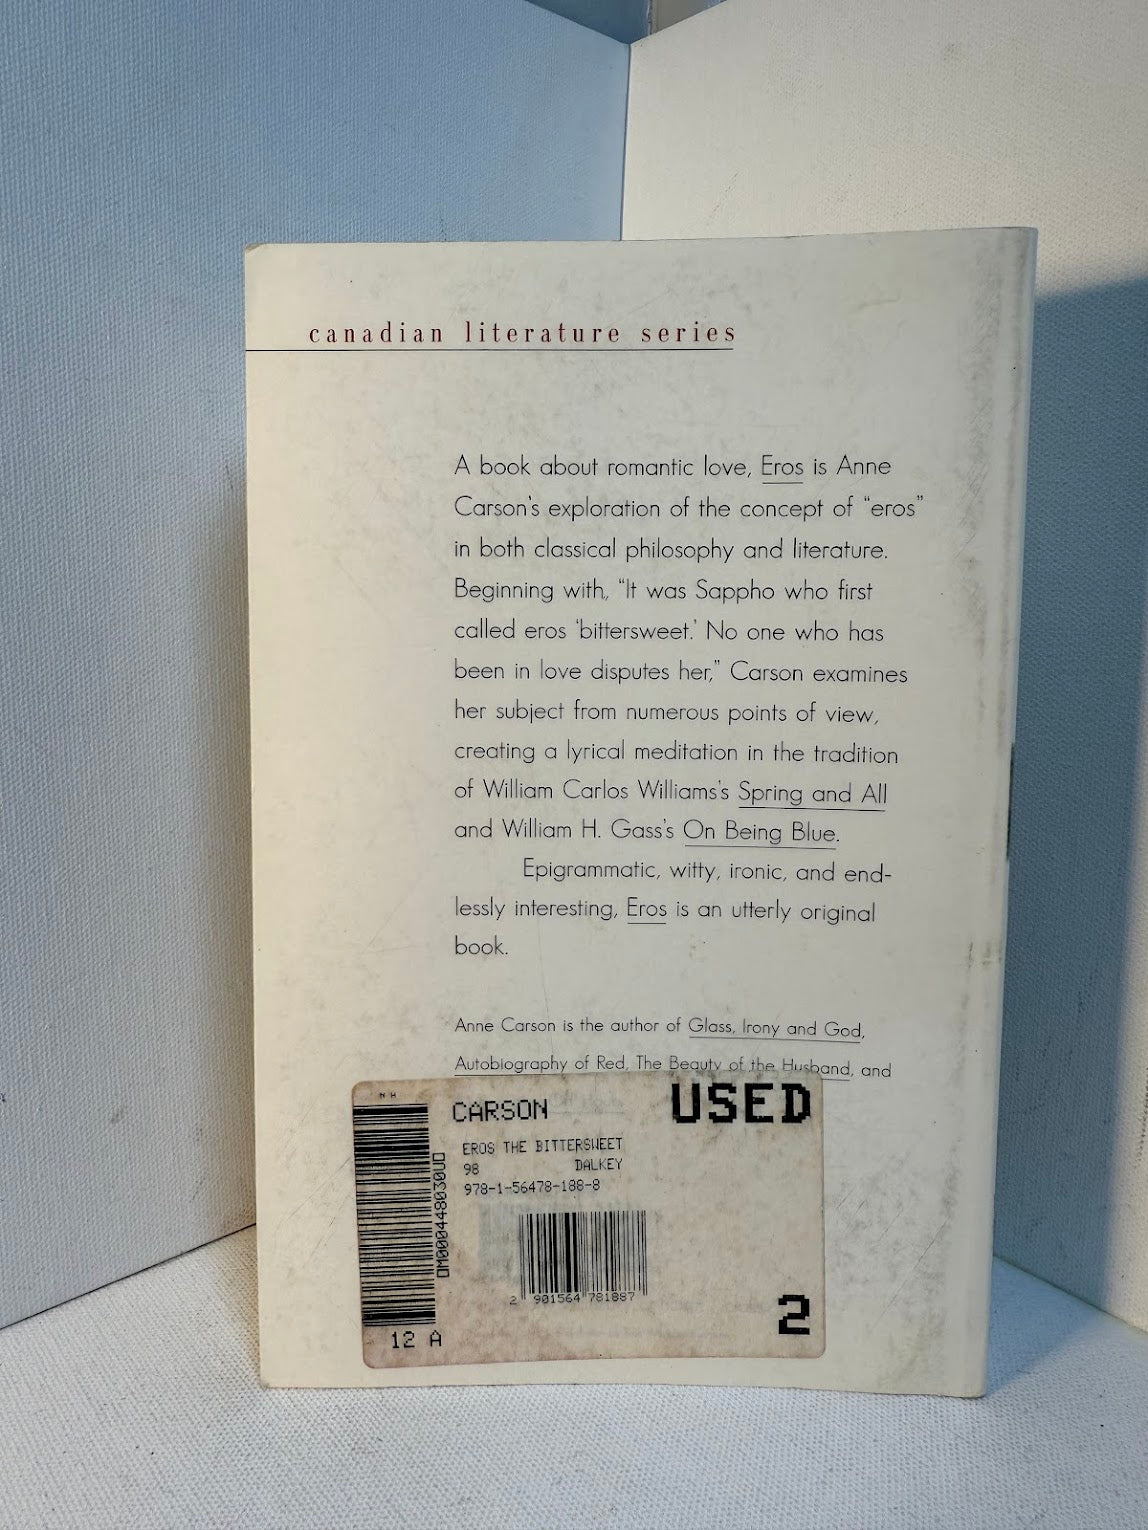 canadian literature series
A book about romantic love, Eros is Anne
Carson's exploration of the concept of “eros”
in both classical philosophy and literature.
Beginning with, “It was Sappho who first
called eros ‘bittersweet.’ No one who has
been in love disputes her,” Carson examines
her subject from numerous points of view,
creating a lyrical meditation in the tradition
of William Carlos Williams's Spring and All
and William H. Gass's On Being Blue.
Epigrammatic, witty, ironic, and end-
lessly interesting, Eros is an utterly original
book.
Anne Carson is the author of Glass, Irony and God,
Autobiography of Red, The Beauty of the Husband, and
NH
CARSON USED
EROS THE BITTERSWEET
98 DALKEY
978-1-56478-188-8
0M000448030U0
2 901564 781887
12 A
2